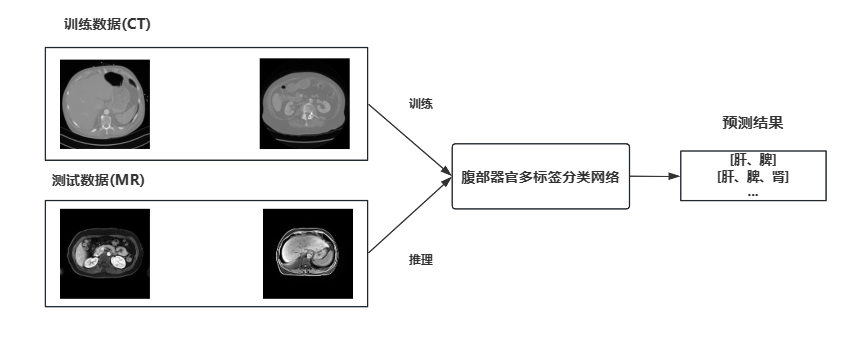 训练数据(CT)
训练
预测结果
[肝、脾]
[肝、脾、肾]
...
腹部器官多标签分类网络
测试数据(MR)
推理